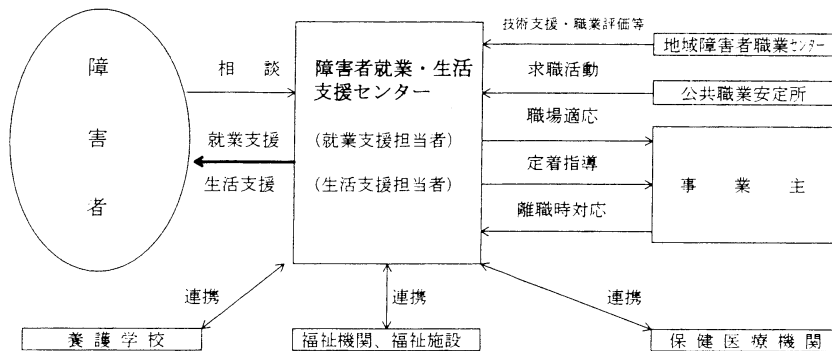 技術支援・職業評価等
地域障害者職業センター
障害者
相談
障害者就業・生活
支援センター
求職活動
公共職業安定所
職場適応
就業支援
(就業支援担当者)
定着指導
生活支援
(生活支援担当者)
事業主
離職時対応
連携
連携
連携
養護学校
福祉機関、福祉施設
保健医療機関